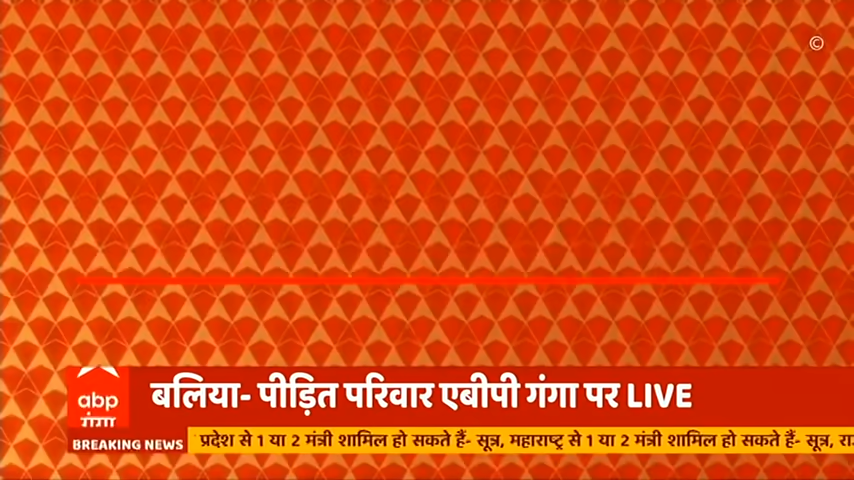 ©
बलिया- पीड़ित परिवार एबीपी गंगा पर LIVE
abp
गंगा
BREAKING NEWS
प्रदेश से 1 या 2 मंत्री शामिल हो सकते हैं- सूत्र, महाराष्ट्र से 1 या 2 मंत्री शामिल हो सकते हैं- सूत्र,